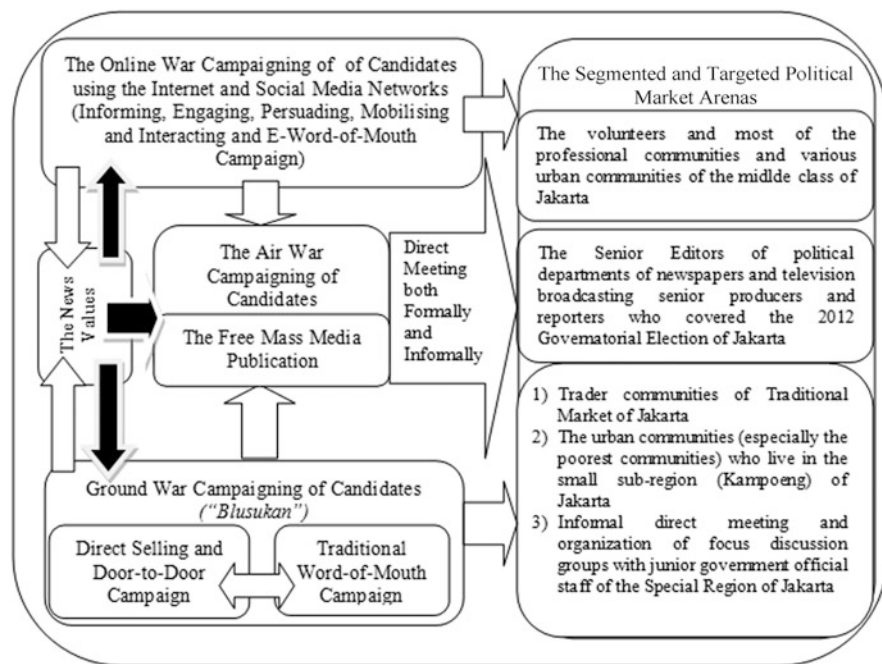 The Online War Campaigning of of Candidates
using the Internet and Social Media Networks
(Informing, Engaging, Persuading, Mobilising
and Interacting and E-Word-of-Mouth
Campaign)
The News
Values
The Air War
Campaigning of
Candidates
The Free Mass Media
Publication
Direct
Meeting
both
Formally
and
Informally
Ground War Campaigning of Candidates
("Blusukan")
Direct Selling and
Door-to-Door
Campaign
Traditional
Word-of-Mouth
Campaign
The Segmented and Targeted Political
Market Arenas
The volunteers and most of the
professional communities and various
urban communities of the midlde class of
Jakarta
The Senior Editors of political
departments of newspapers and television
broadcasting senior producers and
reporters who covered the 2012
Governatorial Election of Jakarta
1) Trader communities of Traditional
Market of Jakarta
2) The urban communities (especially the
poorest communities) who live in the
small sub-region (Kampoeng) of
Jakarta
3) Informal direct meeting and
organization of focus discussion
groups with junior government official
staff of the Special Region of Jakarta